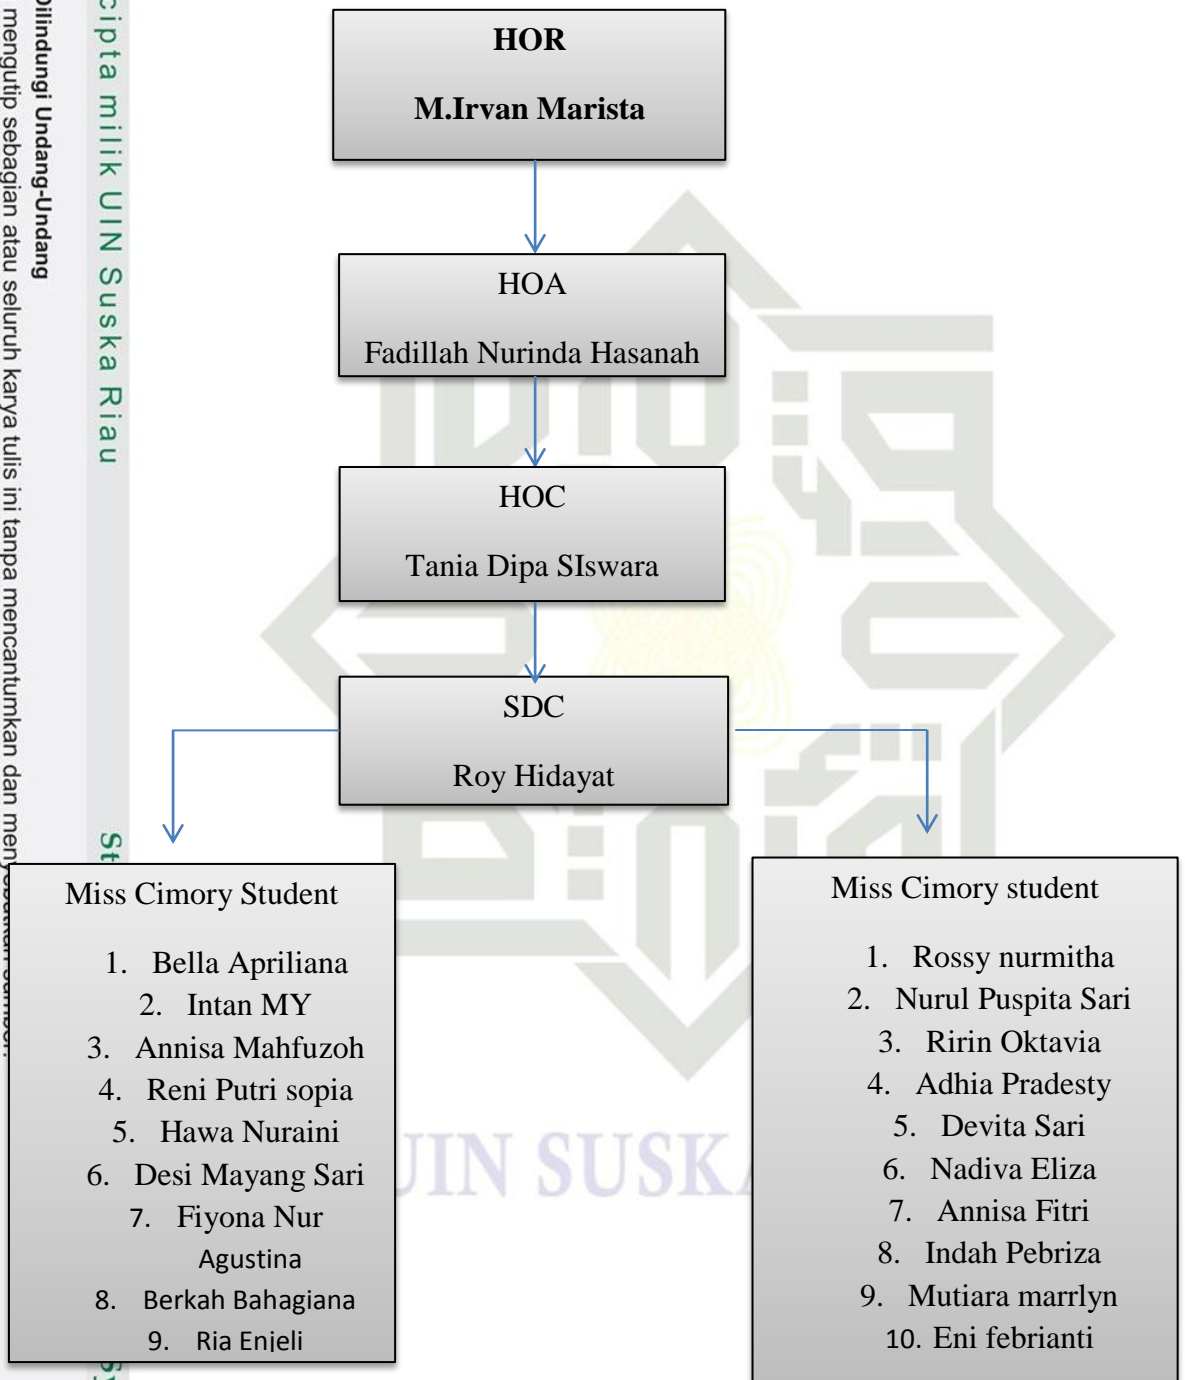 HOR
M.Irvan Marista
HOA
Fadillah Nurinda Hasanah
HOC
Tania Dipa SIswara
SDC
Roy Hidayat
Miss Cimory Student
1. Bella Apriliana
2. Intan MY
3. Annisa Mahfuzoh
4. Reni Putri sopia
5. Hawa Nuraini
6. Desi Mayang Sari
7. Fiyona Nur
Agustina
8. Berkah Bahagiana
9. Ria Enjeli
Miss Cimory student
1. Rossy nurmitha
2. Nurul Puspita Sari
3. Ririn Oktavia
4. Adhia Pradesty
5. Devita Sari
6. Nadiva Eliza
7. Annisa Fitri
8. Indah Pebriza
9. Mutiara marrlyn
10. Eni febrianti
cipta milik UIN Suska Riau
Dilindungi Undang-Undang
mengutip sebagian atau seluruh karya tulis ini tanpa mencantumkan dan menyebutkan sumber:
UIN SUSKA